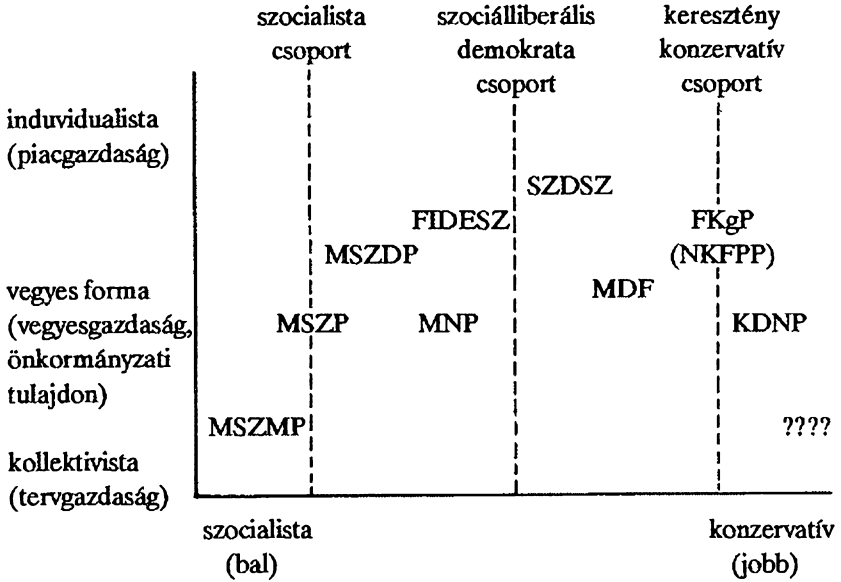 szocialista
csoport
szociálliberális
demokrata
csoport
keresztény
konzervatív
csoport
induvidualista
(piacgazdaság)
SZDSZ
FIDESZ
FKgP
MSZDP
(NKFPP)
MDF
vegyes forma
(vegyesgazdaság,
önkormányzati
tulajdon)
MSZP
MNP
KDNP
MSZMP
????
kollektivista
(tervgazdaság)
szocialista
(bal)
konzervatív
(jobb)